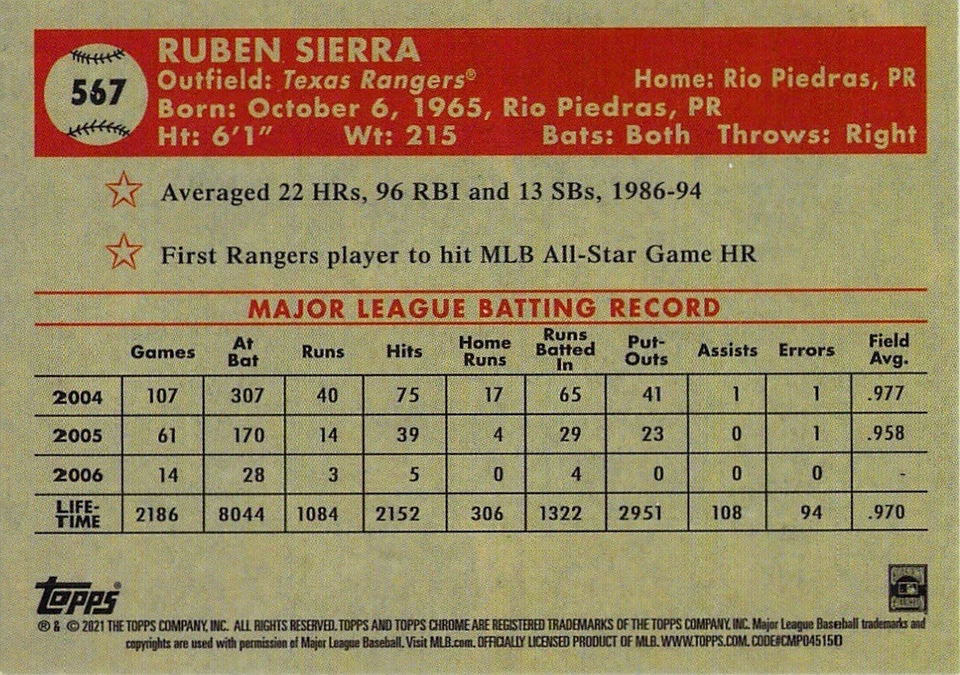 567
RUBEN SIERRA
Outfield: Texas Rangers® Home: Rio Piedras, PR
Born: October 6, 1965, Rio Piedras, PR
Ht: 6'1" Wt: 215 Bats: Both Throws: Right
Averaged 22 HRs, 96 RBI and 13 SBs, 1986-94
First Rangers player to hit MLB All-Star Game HR
MAJOR LEAGUE BATTING RECORD
Games At Bat Runs Hits Home Runs Runs Batted In Put-Outs Assists Errors Field Avg.
2004 107 307 40 75 17 65 41 1 1 .977
2005 61 170 14 39 4 29 23 0 1 .958
2006 14 28 3 5 0 4 0 0 0 -
LIFE-TIME 2186 8044 1084 2152 306 1322 2951 108 94 .970
topps
® & © 2021 THE TOPPS COMPANY, INC. ALL RIGHTS RESERVED. TOPPS AND TOPPS CHROME ARE REGISTERED TRADEMARKS OF THE TOPPS COMPANY, INC. Major League Baseball trademarks and
copyrights are used with permission of Major League Baseball. Visit MLB.com. OFFICIALLY LICENSED PRODUCT OF MLB. WWW.TOPPS.COM. CODE#CMP045150